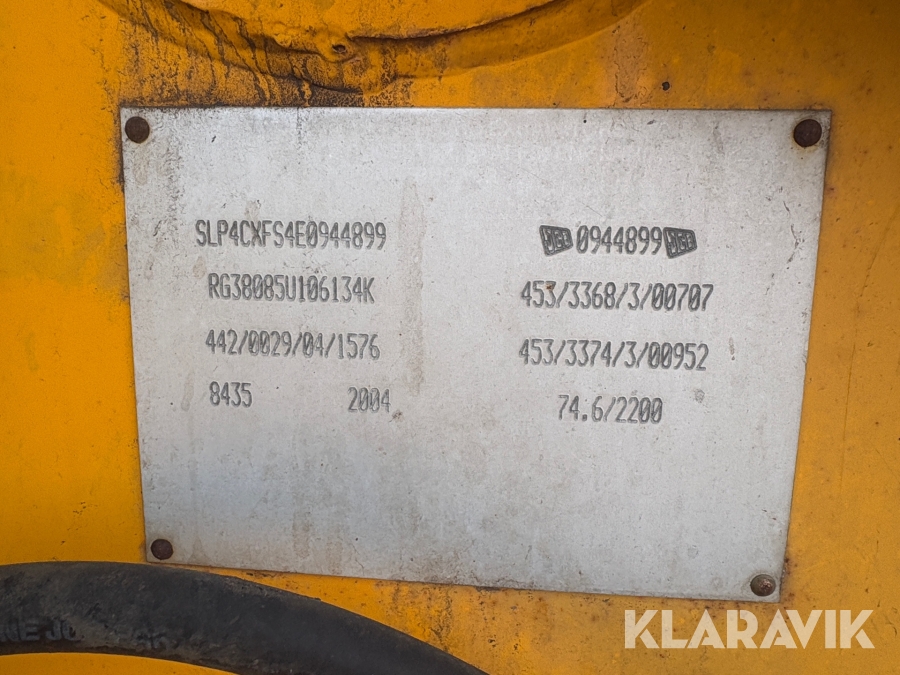 SLP4CXFS4E0944899
RG38085U106134K
442/0029/04/1576
8435 2004
JCB 0944899 JCB
453/3368/3/00707
453/3374/3/00952
74.6/2200
KLARAVIK